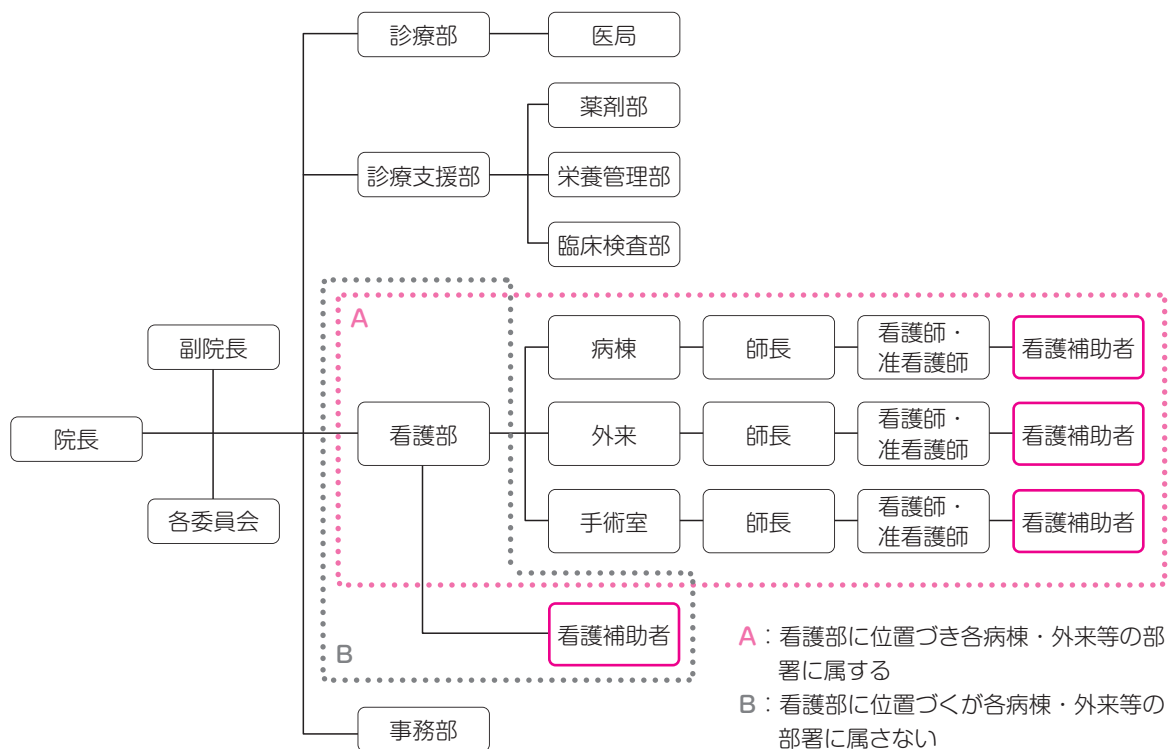 診療部
医局
薬剤部
診療支援部
栄養管理部
臨床検査部
A
副院長
病棟
師長
看護師・
准看護師
看護補助者
院長
看護部
外来
師長
看護師・
准看護師
看護補助者
各委員会
手術室
師長
看護師・
准看護師
看護補助者
看護補助者
B
A：看護部に位置づき各病棟・外来等の部
署に属する
B：看護部に位置づくが各病棟・外来等の
部署に属さない
事務部